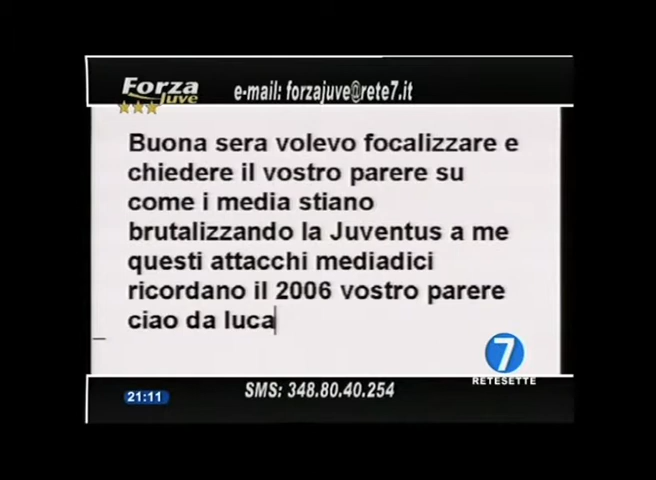 Forza
Juve
e-mail: forzajuve@rete7.it
Buona sera volevo focalizzare e
chiedere il vostro parere su
come i media stiano
brutalizzando la Juventus a me
questi attacchi mediadici
ricordano il 2006 vostro parere
ciao da luca
7
RETESETTE
21:11
SMS: 348.80.40.254